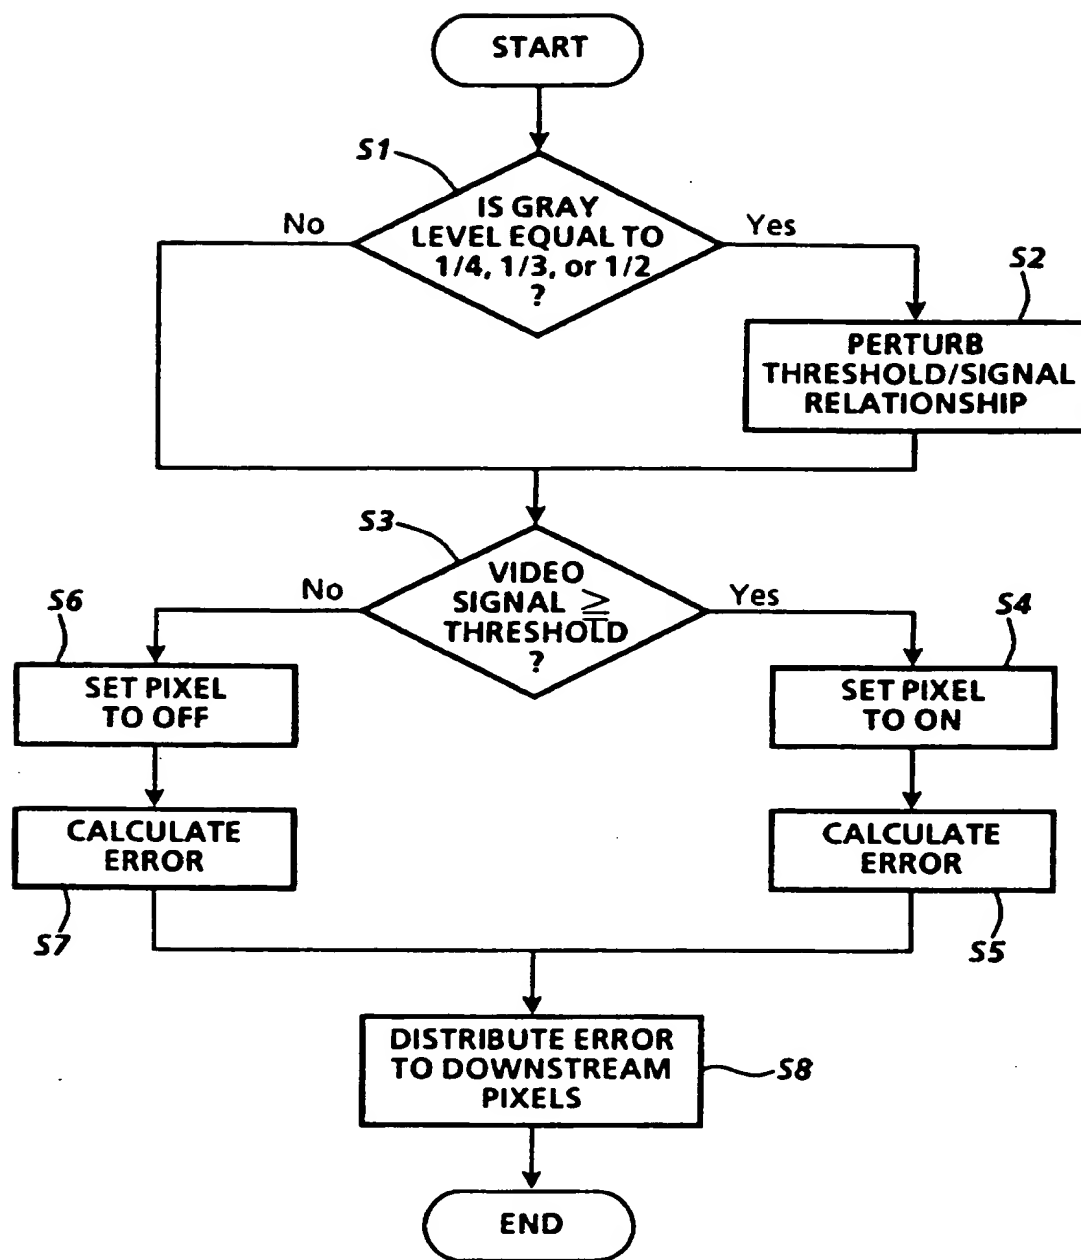 START
S1
IS GRAY
LEVEL EQUAL TO
1/4, 1/3, or 1/2
?
No
Yes
S2
PERTURB
THRESHOLD/SIGNAL
RELATIONSHIP
S3
VIDEO
SIGNAL ≧
THRESHOLD
?
No
Yes
S6
SET PIXEL
TO OFF
S4
SET PIXEL
TO ON
CALCULATE
ERROR
S7
CALCULATE
ERROR
S5
DISTRIBUTE ERROR
TO DOWNSTREAM
PIXELS
S8
END